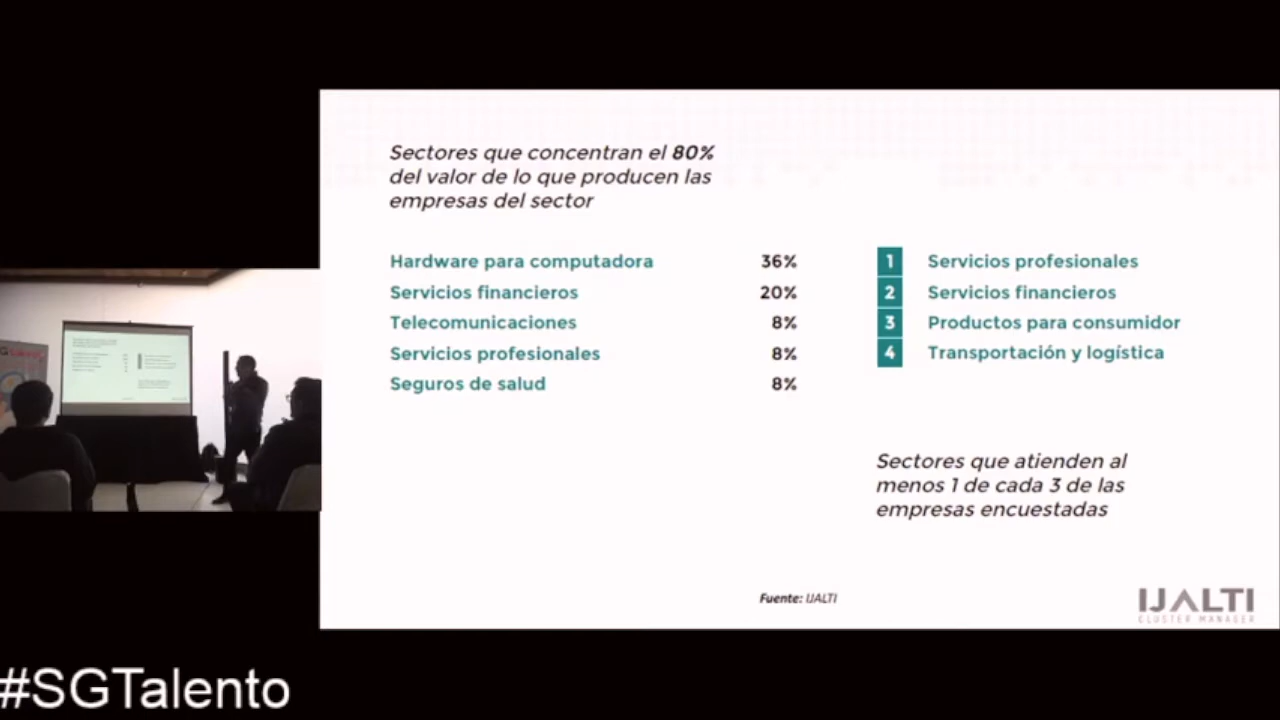 Sectores que concentran el 80%
del valor de lo que producen las
empresas del sector
Hardware para computadora 36%
Servicios financieros 20%
Telecomunicaciones 8%
Servicios profesionales 8%
Seguros de salud 8%
1 Servicios profesionales
2 Servicios financieros
3 Productos para consumidor
4 Transportación y logística
Sectores que atienden al
menos 1 de cada 3 de las
empresas encuestadas
Fuente: IJALTI
IJALTI
CLUSTER MANAGER
#SGTalento